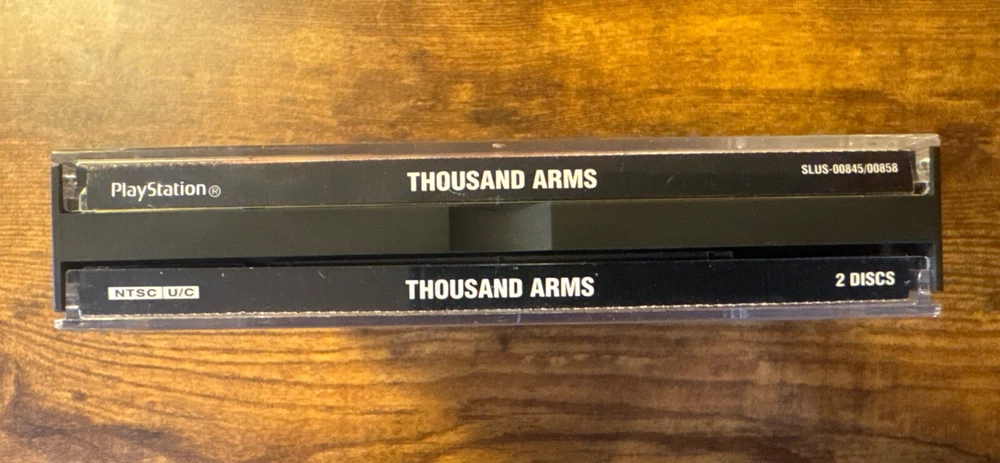 PlayStation® THOUSAND ARMS SLUS-00845/00858
NTSC U/C THOUSAND ARMS 2 DISCS